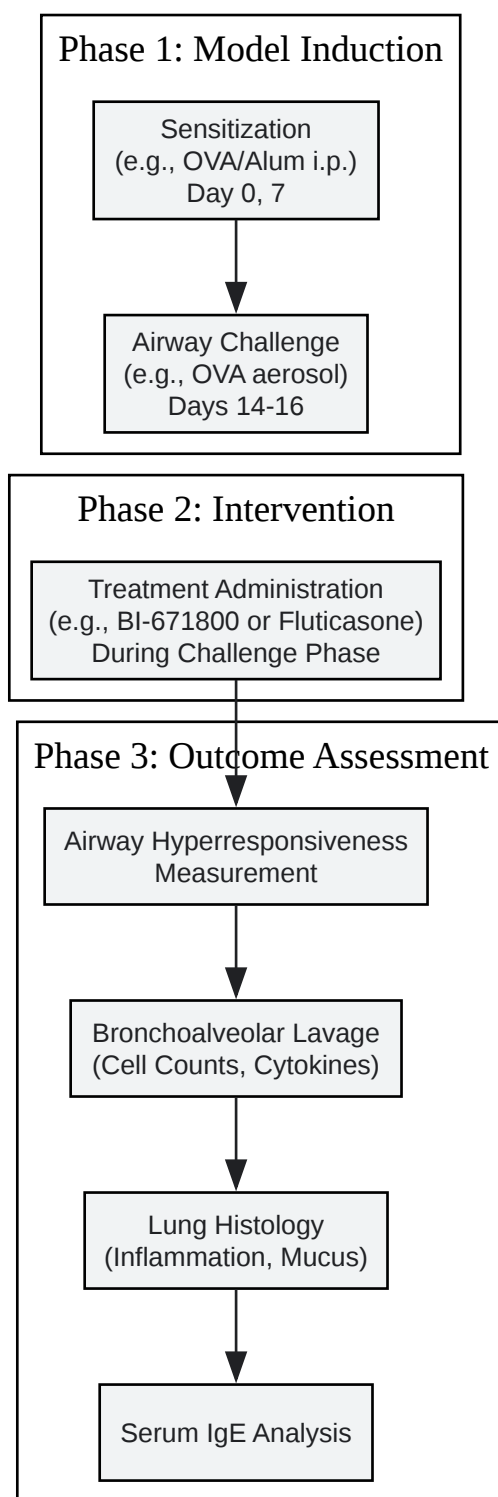 Phase 1: Model Induction
Sensitization
(e.g., OVA/Alum i.p.)
Day 0, 7
Airway Challenge
(e.g., OVA aerosol)
Days 14-16
Phase 2: Intervention
Treatment Administration
(e.g., BI-671800 or Fluticasone)
During Challenge Phase
Phase 3: Outcome Assessment
Airway Hyperresponsiveness
Measurement
Bronchoalveolar Lavage
(Cell Counts, Cytokines)
Lung Histology
(Inflammation, Mucus)
Serum IgE Analysis